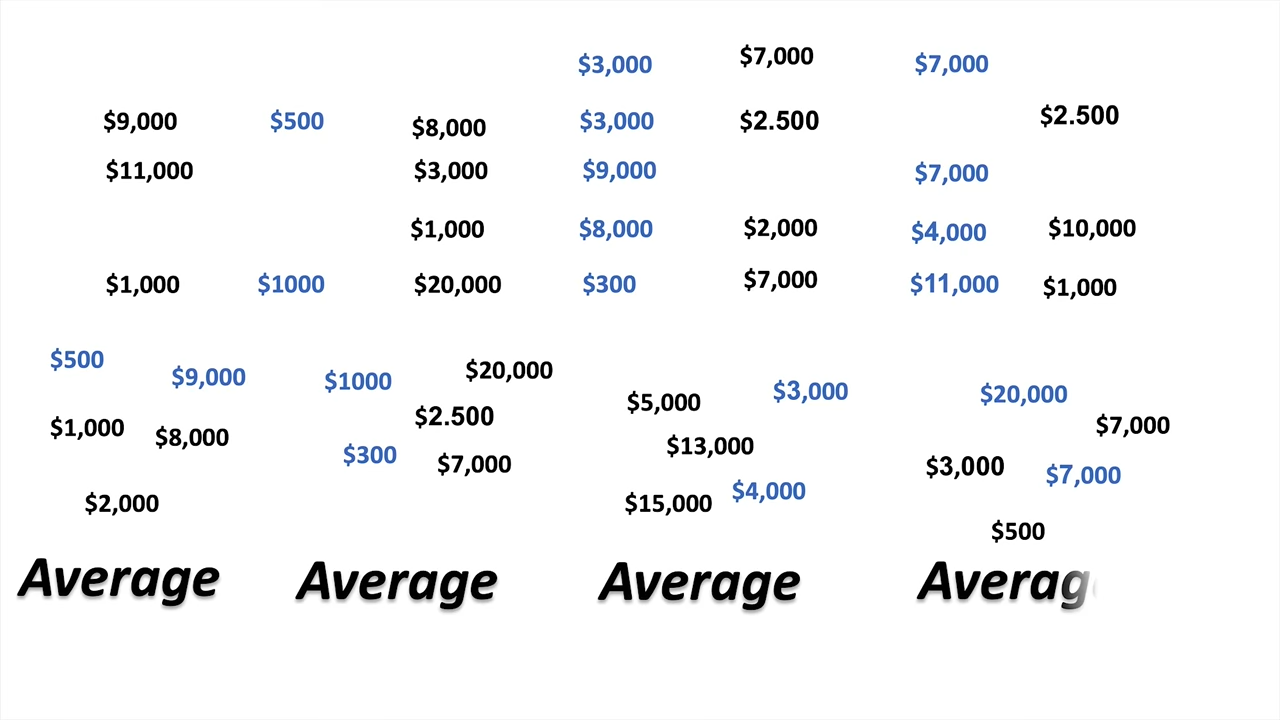 $3,000 $7,000 $7,000
$9,000 $500 $8,000 $3,000 $2.500 $2.500
$11,000 $3,000 $9,000 $7,000
$1,000 $8,000 $2,000 $4,000 $10,000
$1,000 $1000 $20,000 $300 $7,000 $11,000 $1,000
$500 $9,000 $1000 $20,000 $5,000 $3,000 $20,000
$1,000 $8,000 $2.500 $13,000 $7,000
$300 $7,000 $3,000 $7,000
$2,000 $15,000 $4,000 $500
Average Average Average Averag